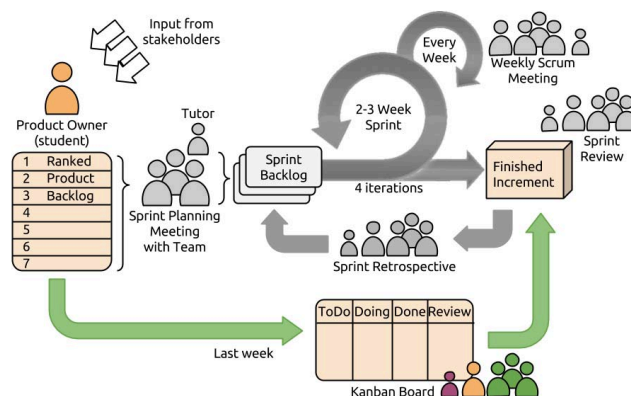 Input from
stakeholders
Product Owner
(student)
1 Ranked
2 Product
3 Backlog
4
5
6
7
Tutor
Sprint Planning
Meeting
with Team
Sprint
Backlog
2-3 Week
Sprint
4 iterations
Every
Week
Weekly Scrum
Meeting
Sprint
Review
Finished
Increment
Sprint Retrospective
Last week
ToDo Doing Done Review
Kanban Board